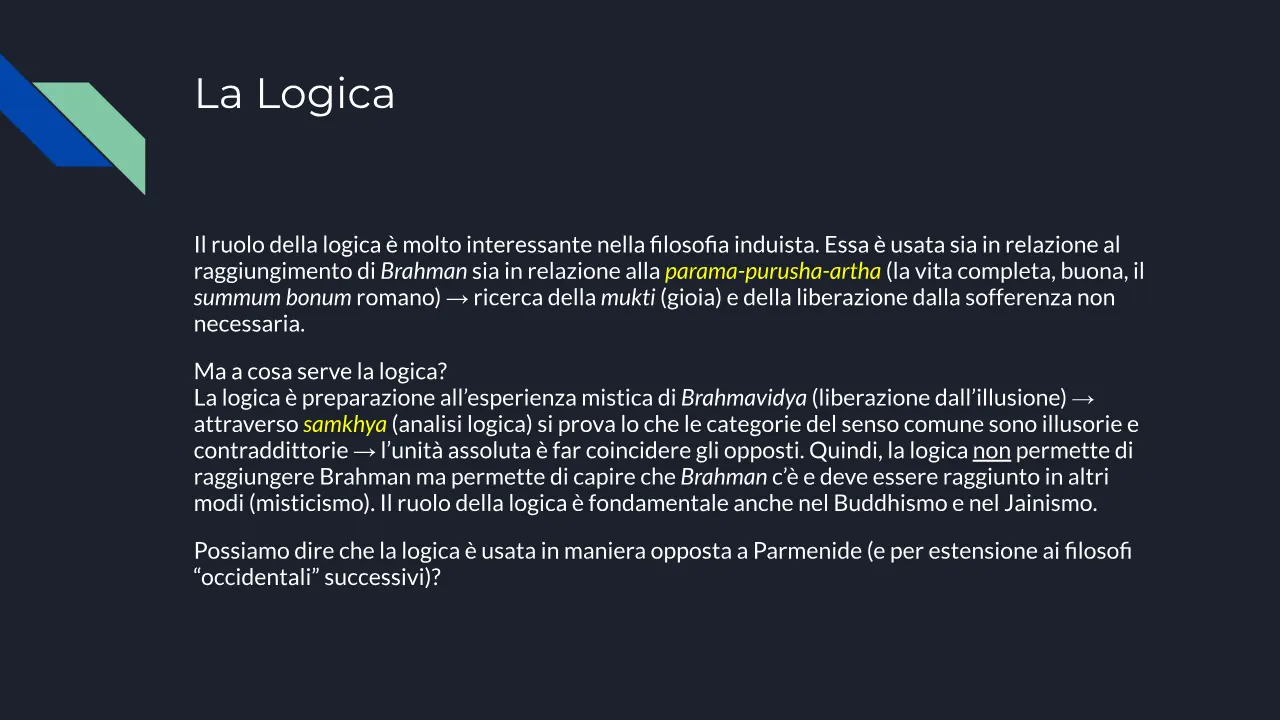 La Logica
Il ruolo della logica è molto interessante nella filosofia induista. Essa è usata sia in relazione al
raggiungimento di Brahman sia in relazione alla parama-purusha-artha (la vita completa, buona, il
summum bonum romano) → ricerca della mukti (gioia) e della liberazione dalla sofferenza non
necessaria.
Ma a cosa serve la logica?
La logica è preparazione all’esperienza mistica di Brahmavidya (liberazione dall’illusione) →
attraverso samkhya (analisi logica) si prova lo che le categorie del senso comune sono illusorie e
contraddittorie → l’unità assoluta è far coincidere gli opposti. Quindi, la logica non permette di
raggiungere Brahman ma permette di capire che Brahman c’è e deve essere raggiunto in altri
modi (misticismo). Il ruolo della logica è fondamentale anche nel Buddhismo e nel Jainismo.
Possiamo dire che la logica è usata in maniera opposta a Parmenide (e per estensione ai filosofi
“occidentali” successivi)?